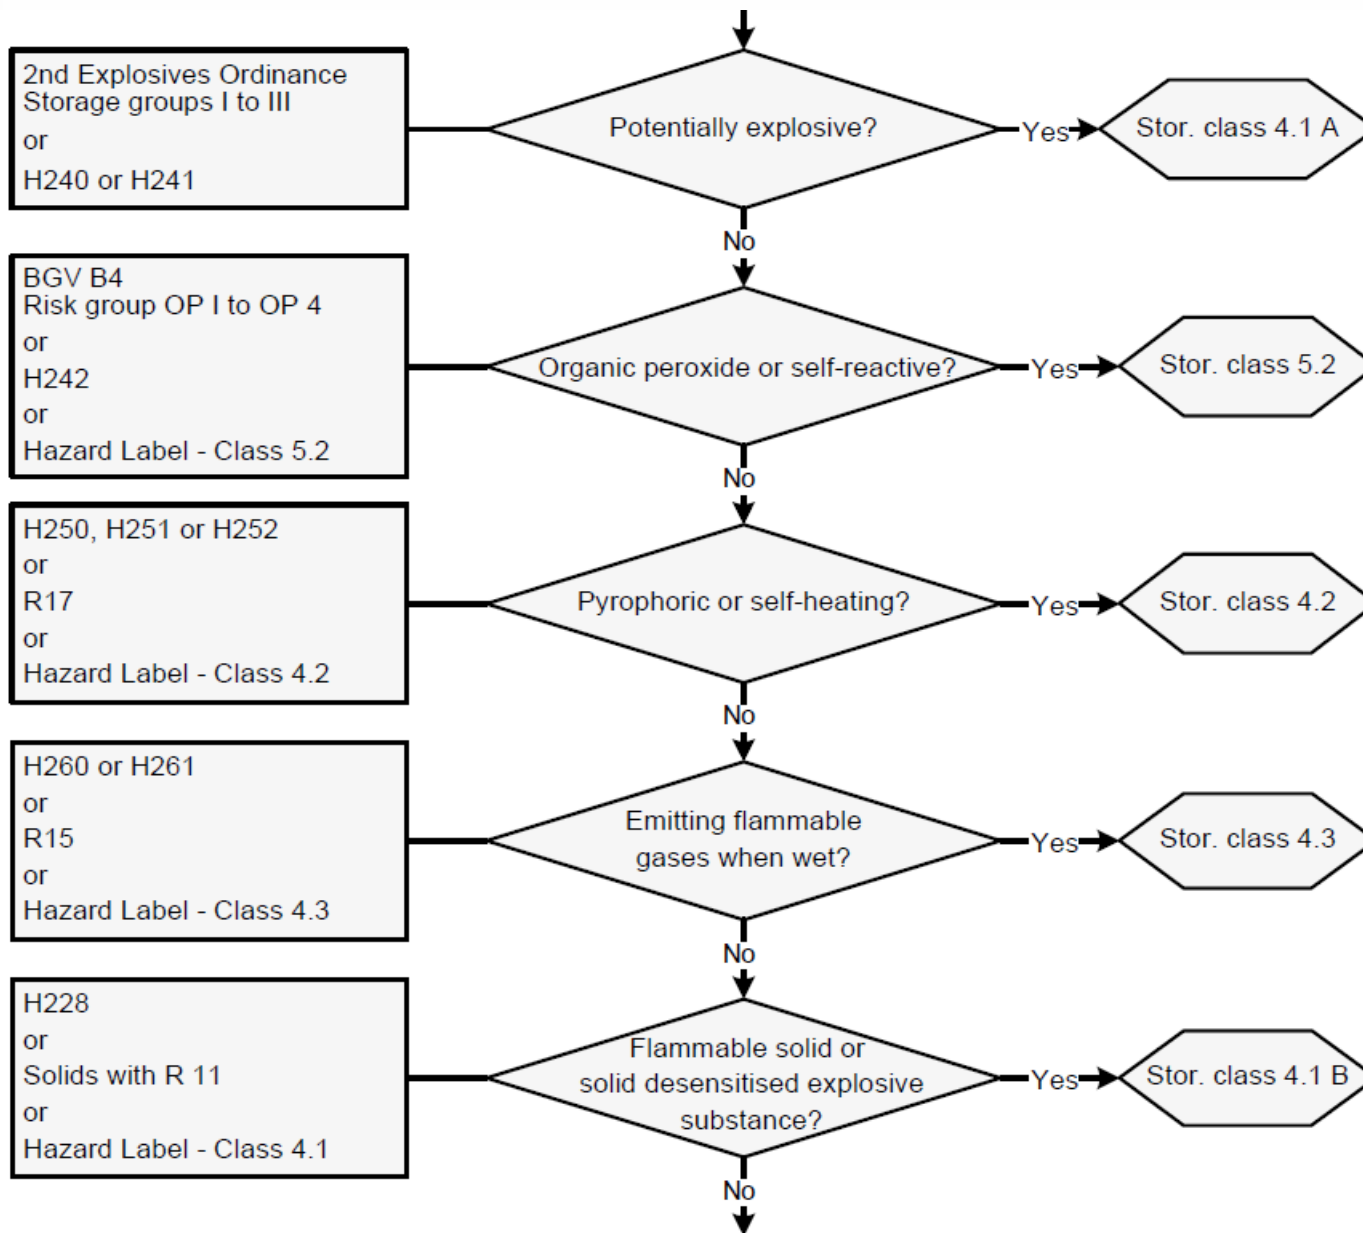 2nd Explosives Ordinance
Storage groups I to III
or
H240 or H241
Potentially explosive?
Yes
Stor. class 4.1 A
No
BGV B4
Risk group OP I to OP 4
or
H242
or
Hazard Label - Class 5.2
Organic peroxide or self-reactive?
Yes
Stor. class 5.2
No
H250, H251 or H252
or
R17
or
Hazard Label - Class 4.2
Pyrophoric or self-heating?
Yes
Stor. class 4.2
No
H260 or H261
or
R15
or
Hazard Label - Class 4.3
Emitting flammable
gases when wet?
Yes
Stor. class 4.3
No
H228
or
Solids with R 11
or
Hazard Label - Class 4.1
Flammable solid or
solid desensitised explosive
substance?
Yes
Stor. class 4.1 B
No